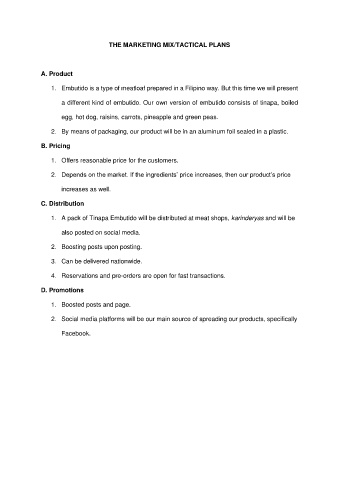 THE MARKETING MIX/TACTICAL PLANS
A. Product
1. Embutido is a type of meatloaf prepared in a Filipino way. But this time we will present
a different kind of embutido. Our own version of embutido consists of tinapa, boiled
egg, hot dog, raisins, carrots, pineapple and green peas.
2. By means of packaging, our product will be in an aluminum foil sealed in a plastic.
B. Pricing
1. Offers reasonable price for the customers.
2. Depends on the market. If the ingredients' price increases, then our product's price
increases as well.
C. Distribution
1. A pack of Tinapa Embutido will be distributed at meat shops, karinderyas and will be
also posted on social media.
2. Boosting posts upon posting.
3. Can be delivered nationwide.
4. Reservations and pre-orders are open for fast transactions.
D. Promotions
1. Boosted posts and page.
2. Social media platforms will be our main source of spreading our products, specifically
Facebook.